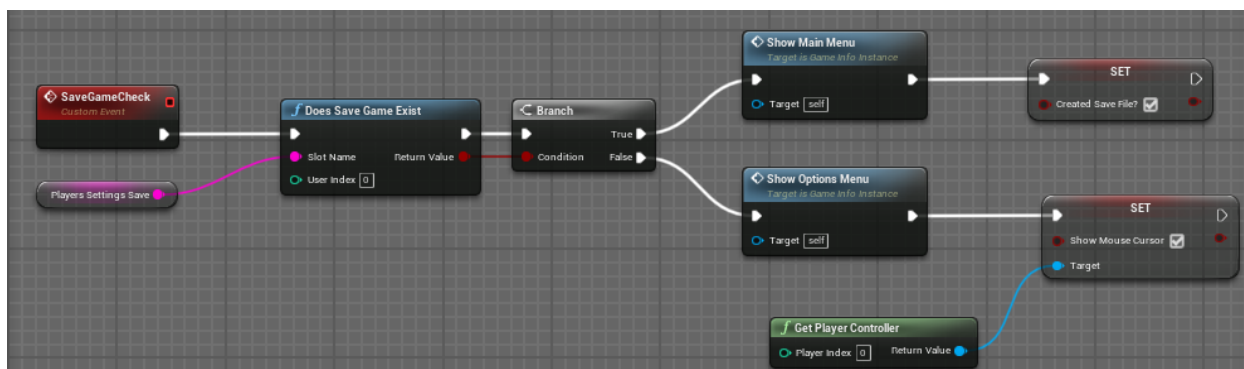 SaveGameCheck
Custom Event
Players Settings Save
Does Save Game Exist
Slot Name
Return Value
User Index 0
Branch
True
Condition
False
Show Main Menu
Target is Game Info Instance
Target self
SET
Created Save File?
Show Options Menu
Target is Game Info Instance
Target self
SET
Show Mouse Cursor
Target
Get Player Controller
Player Index 0
Return Value